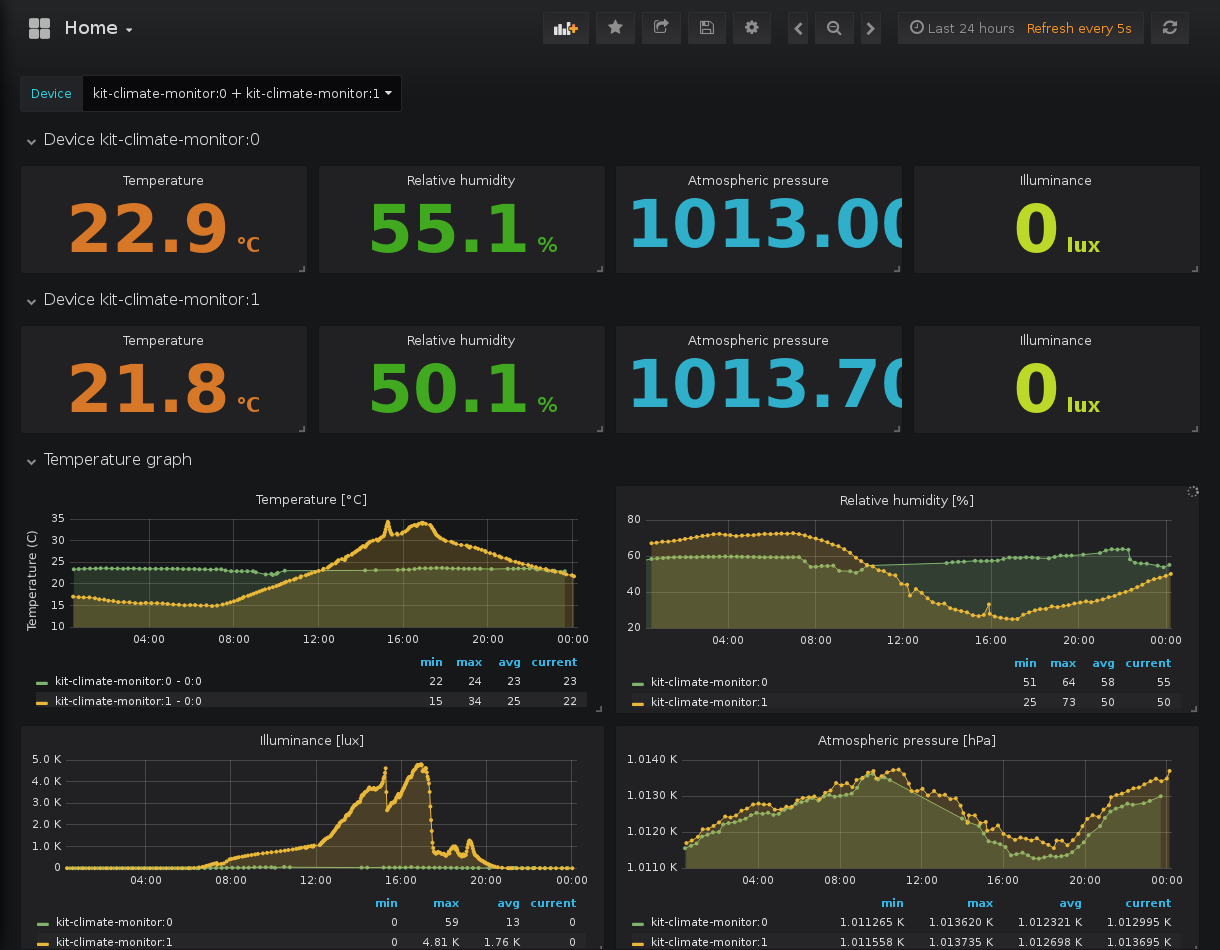 Home
Last 24 hours Refresh every 5s
Device kit-climate-monitor:0 + kit-climate-monitor:1
Device kit-climate-monitor:0
Temperature Relative humidity Atmospheric pressure Illuminance
22.9 °C 55.1 % 1013.00 0 lux
Device kit-climate-monitor:1
Temperature Relative humidity Atmospheric pressure Illuminance
21.8 °C 50.1 % 1013.70 0 lux
Temperature graph
Temperature [°C]
Temperature (C)
35
30
25
20
15
10
04:00 08:00 12:00 16:00 20:00 00:00
min max avg current
kit-climate-monitor:0 - 0:0 22 24 23 23
kit-climate-monitor:1 - 0:0 15 34 25 22
Relative humidity [%]
80
60
40
20
04:00 08:00 12:00 16:00 20:00 00:00
min max avg current
kit-climate-monitor:0 51 64 58 55
kit-climate-monitor:1 25 73 50 50
Illuminance [lux]
5.0 K
4.0 K
3.0 K
2.0 K
1.0 K
0
04:00 08:00 12:00 16:00 20:00 00:00
min max avg current
kit-climate-monitor:0 0 59 13 0
kit-climate-monitor:1 0 4.81 K 1.76 K 0
Atmospheric pressure [hPa]
1.0140 K
1.0130 K
1.0120 K
1.0110 K
04:00 08:00 12:00 16:00 20:00 00:00
min max avg current
kit-climate-monitor:0 1.011265 K 1.013620 K 1.012321 K 1.012995 K
kit-climate-monitor:1 1.011558 K 1.013735 K 1.012698 K 1.013695 K